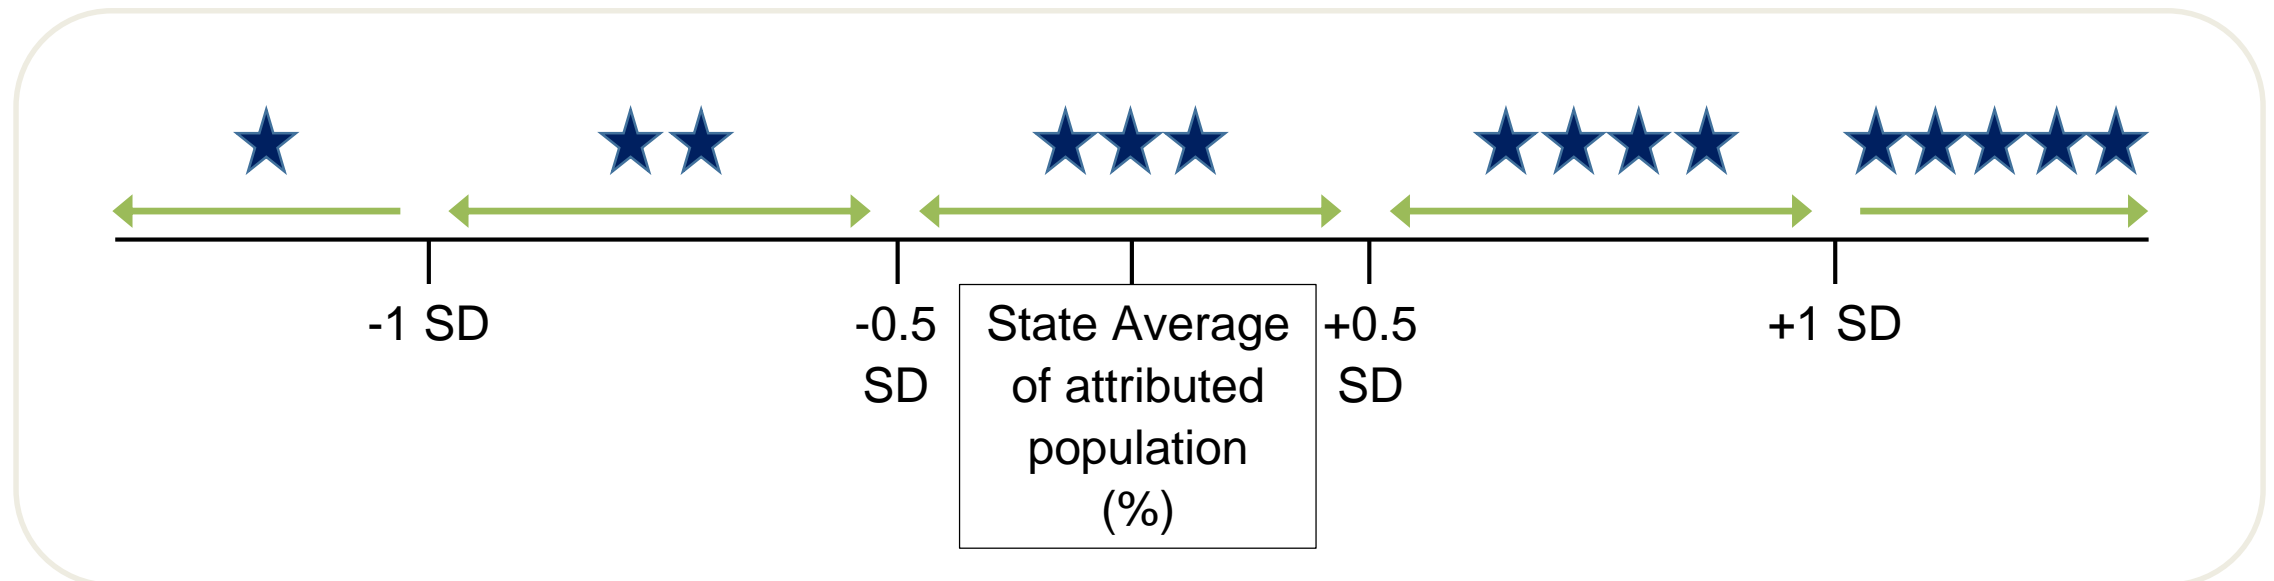 -1 SD
-0.5
SD
State Average
of attributed
population
(%)
+0.5
SD
+1 SD